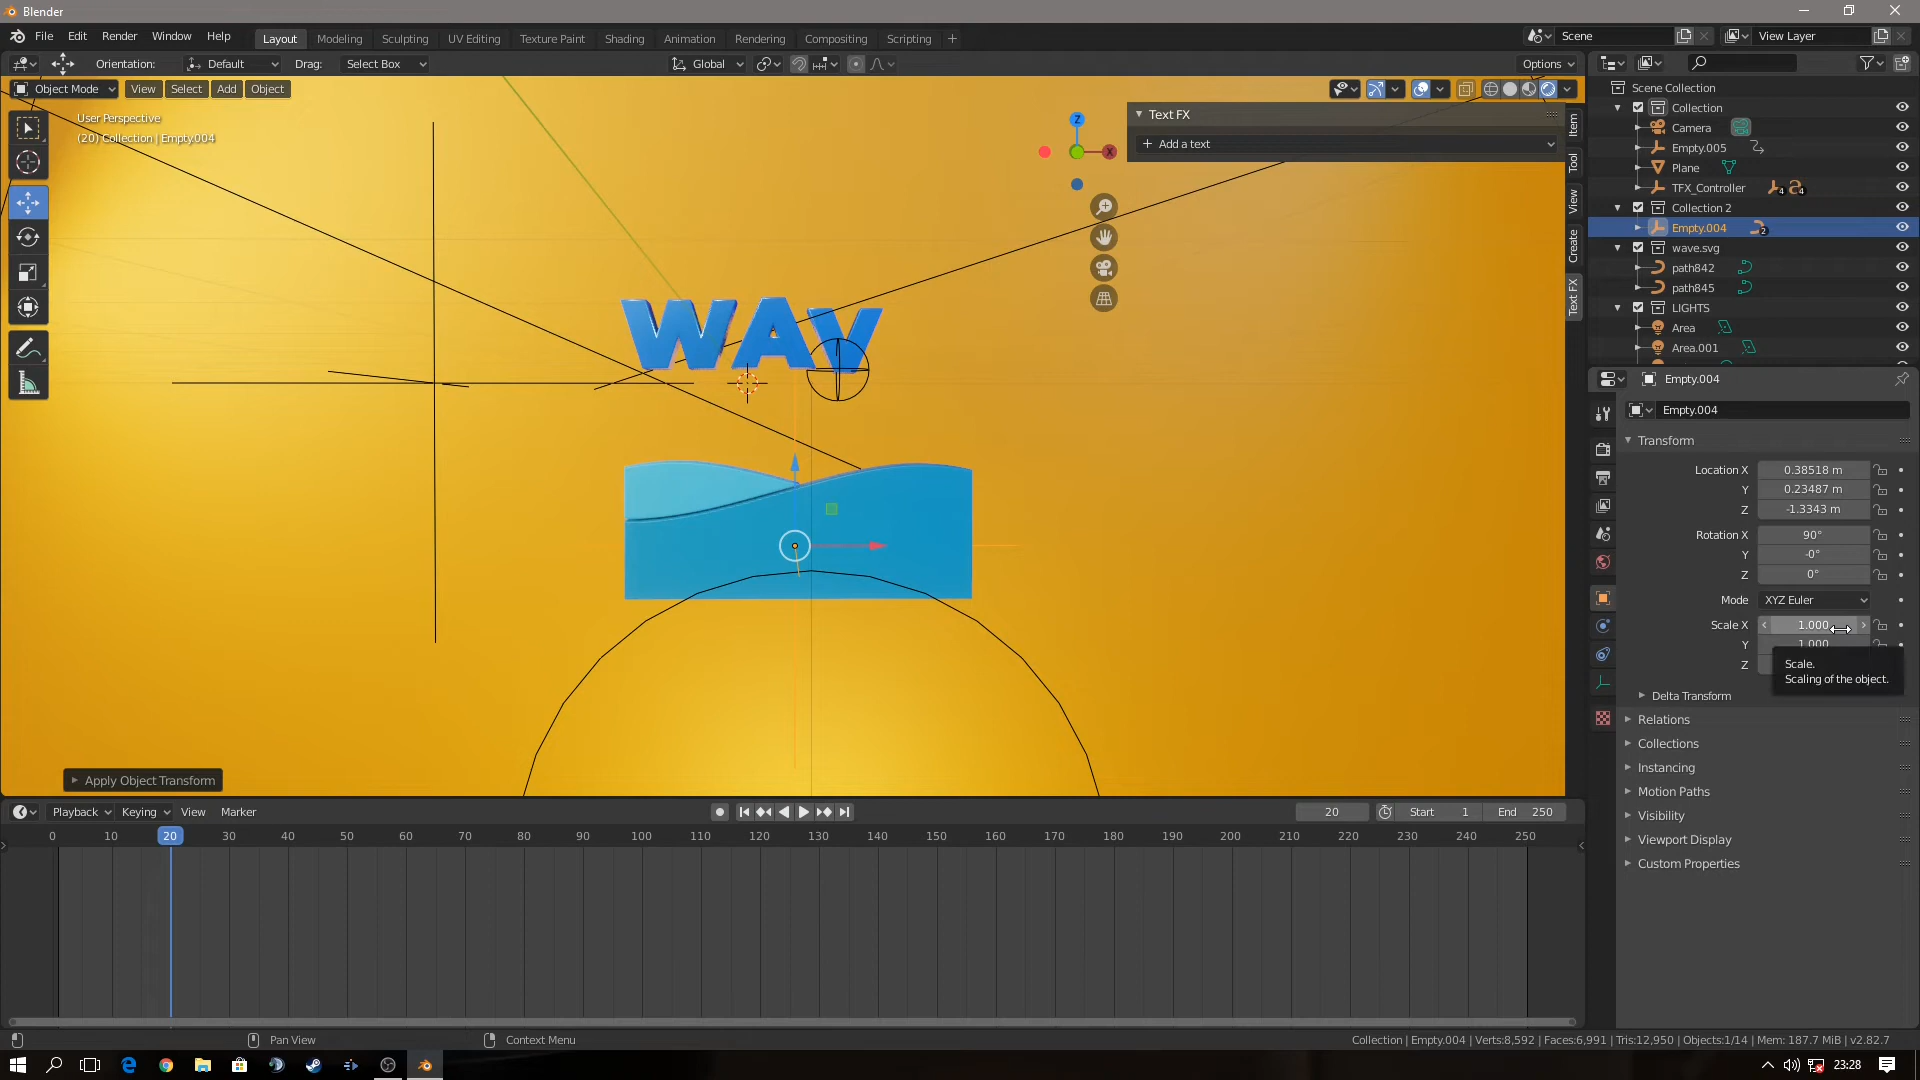 Blender
File Edit Render Window Help Layout Modeling Sculpting UV Editing Texture Paint Shading Animation Rendering Compositing Scripting + Scene View Layer
Orientation: Default Drag: Select Box Global Options
Object Mode View Select Add Object
User Perspective
(20) Collection | Empty.004
Z
X
Text FX
+ Add a text
Item
Tool
View
Create
Text FX
WAV
Scene Collection
Collection
Camera
Empty.005
Plane
TFX_Controller 4 4
Collection 2
Empty.004 2
wave.svg
path842
path845
LIGHTS
Area
Area.001
Empty.004
Empty.004
Transform
Location X 0.38518 m
Y 0.23487 m
Z -1.3343 m
Rotation X 90°
Y -0°
Z 0°
Mode XYZ Euler
Scale X 1.000
Y 1.000
Z
Scale.
Scaling of the object.
Delta Transform
Relations
Collections
Instancing
Motion Paths
Visibility
Viewport Display
Custom Properties
Apply Object Transform
Playback Keying View Marker 20 Start 1 End 250
0 10 20 30 40 50 60 70 80 90 100 110 120 130 140 150 160 170 180 190 200 210 220 230 240 250
Pan View Context Menu Collection | Empty.004 | Verts:8,592 | Faces:6,991 | Tris:12,950 | Objects:1/14 | Mem: 187.7 MiB | v2.82.7
23:28